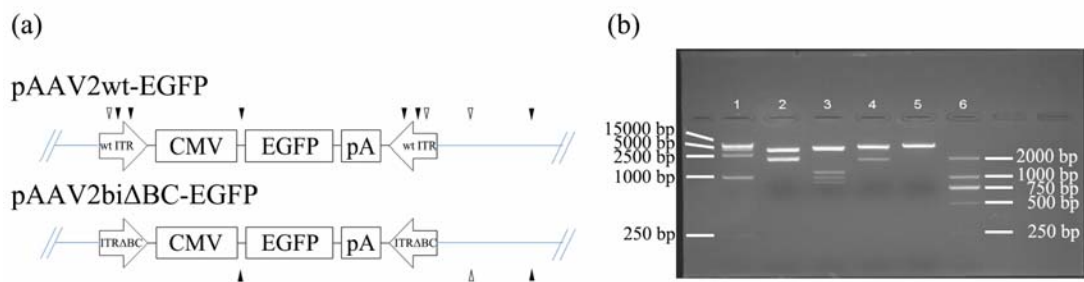 (a)
pAAV2wt-EGFP
wt ITR CMV EGFP pA wt ITR
pAAV2biΔBC-EGFP
ITRΔBC CMV EGFP pA ITRΔBC
(b)
1 2 3 4 5 6
15000 bp
5000 bp
2500 bp
1000 bp
250 bp
2000 bp
1000 bp
750 bp
500 bp
250 bp